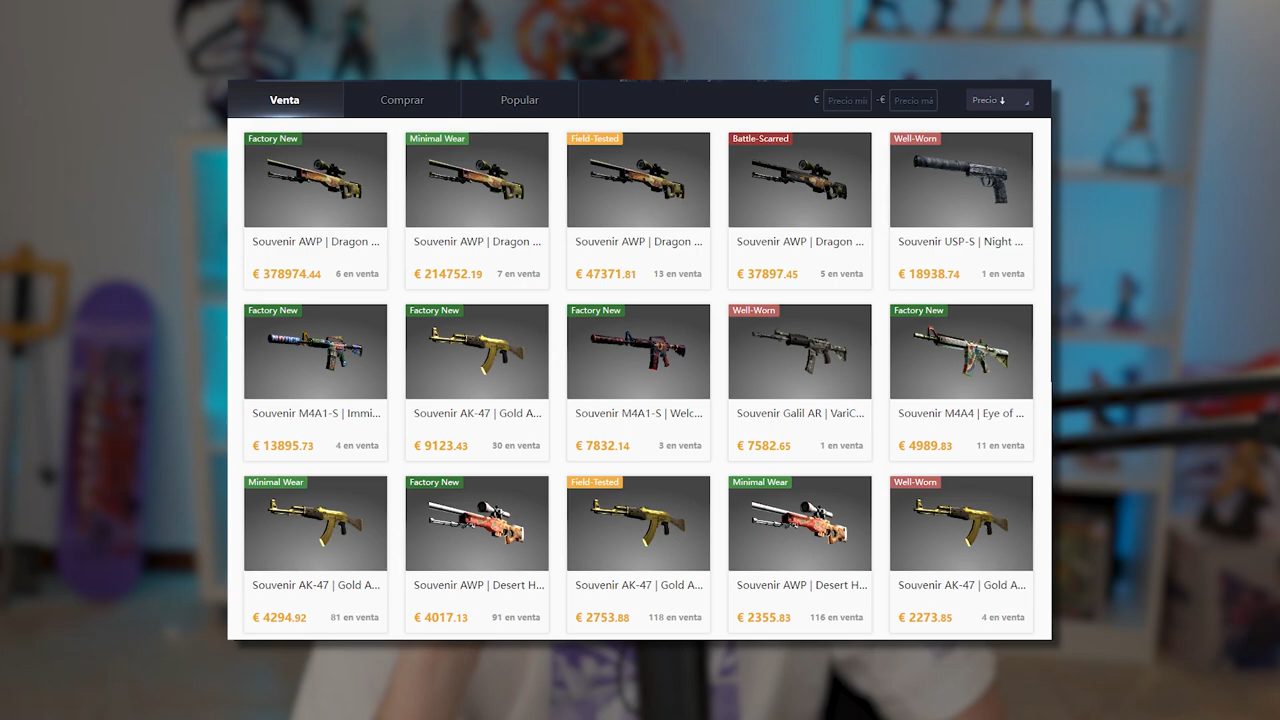 Venta Comprar Popular € Precio mí -€ Precio má Precio ↓
Factory New Minimal Wear Field-Tested Battle-Scarred Well-Worn
Souvenir AWP | Dragon ... Souvenir AWP | Dragon ... Souvenir AWP | Dragon ... Souvenir AWP | Dragon ... Souvenir USP-S | Night ...
€ 378974.44 6 en venta € 214752.19 7 en venta € 47371.81 13 en venta € 37897.45 5 en venta € 18938.74 1 en venta
Factory New Factory New Factory New Well-Worn Factory New
Souvenir M4A1-S | Immi... Souvenir AK-47 | Gold A... Souvenir M4A1-S | Welc... Souvenir Galil AR | VariC... Souvenir M4A4 | Eye of ...
€ 13895.73 4 en venta € 9123.43 30 en venta € 7832.14 3 en venta € 7582.65 1 en venta € 4989.83 11 en venta
Minimal Wear Factory New Field-Tested Minimal Wear Well-Worn
Souvenir AK-47 | Gold A... Souvenir AWP | Desert H... Souvenir AK-47 | Gold A... Souvenir AWP | Desert H... Souvenir AK-47 | Gold A...
€ 4294.92 81 en venta € 4017.13 91 en venta € 2753.88 118 en venta € 2355.83 116 en venta € 2273.85 4 en venta